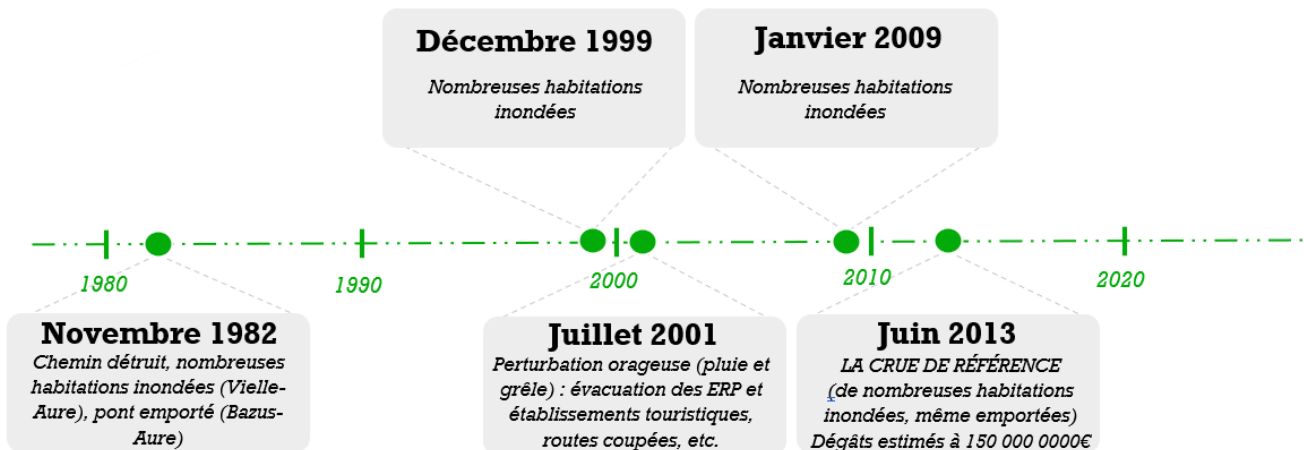 Décembre 1999
Nombreuses habitations
inondées
Janvier 2009
Nombreuses habitations
inondées
1980
1990
2000
2010
2020
Novembre 1982
Chemin détruit, nombreuses
habitations inondées (Vielle-
Aure), pont emporté (Bazus-
Aure)
Juillet 2001
Perturbation orageuse (pluie et
grêle) : évacuation des ERP et
établissements touristiques,
routes coupées, etc.
Juin 2013
LA CRUE DE RÉFÉRENCE
(de nombreuses habitations
inondées, même emportées)
Dégâts estimés à 150 000 0000€